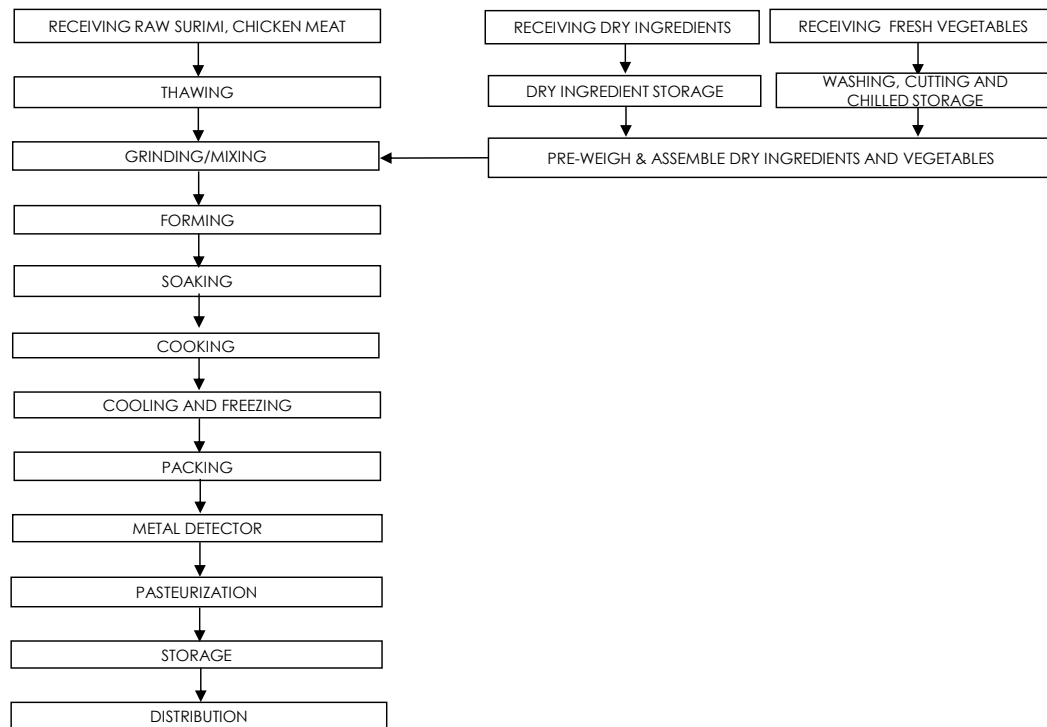 RECEIVING RAW SURIMI, CHICKEN MEAT
RECEIVING DRY INGREDIENTS
RECEIVING FRESH VEGETABLES
THAWING
DRY INGREDIENT STORAGE
WASHING, CUTTING AND
CHILLED STORAGE
GRINDING/MIXING
PRE-WEIGH & ASSEMBLE DRY INGREDIENTS AND VEGETABLES
FORMING
SOAKING
COOKING
COOLING AND FREEZING
PACKING
METAL DETECTOR
PASTEURIZATION
STORAGE
DISTRIBUTION